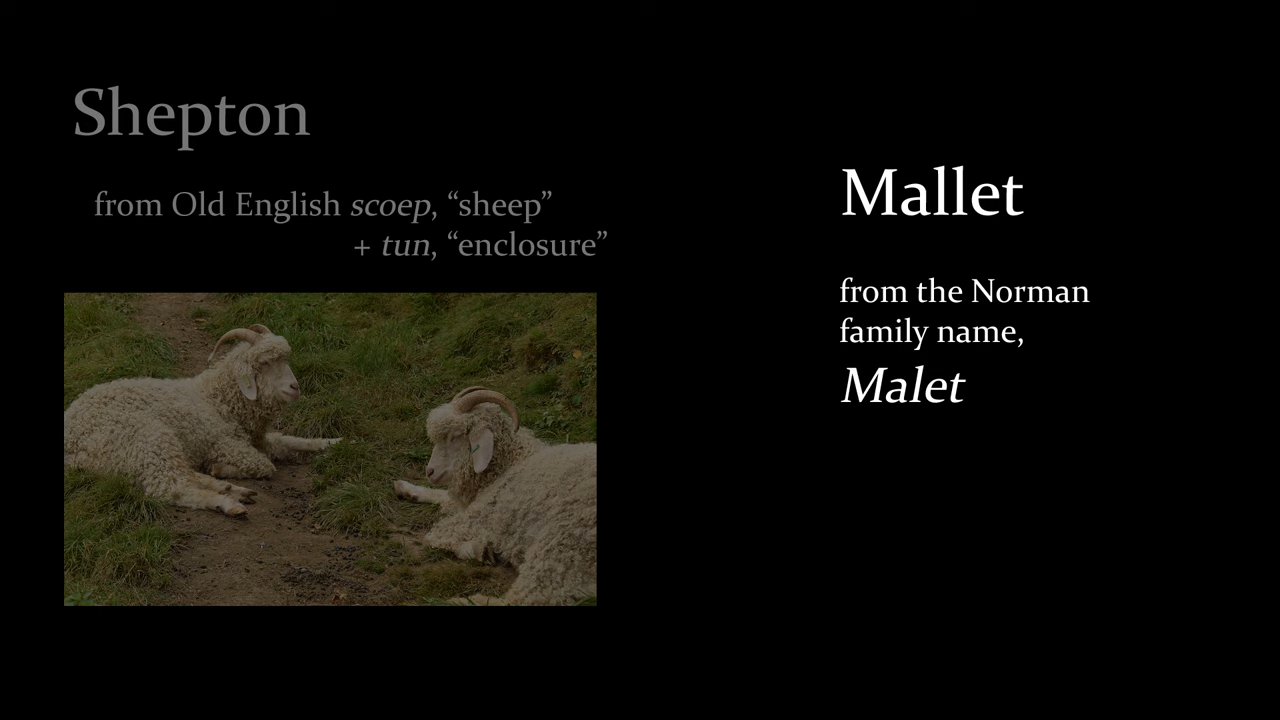 Shepton
from Old English scoep, “sheep”
+ tun, “enclosure”
Mallet
from the Norman
family name,
Malet